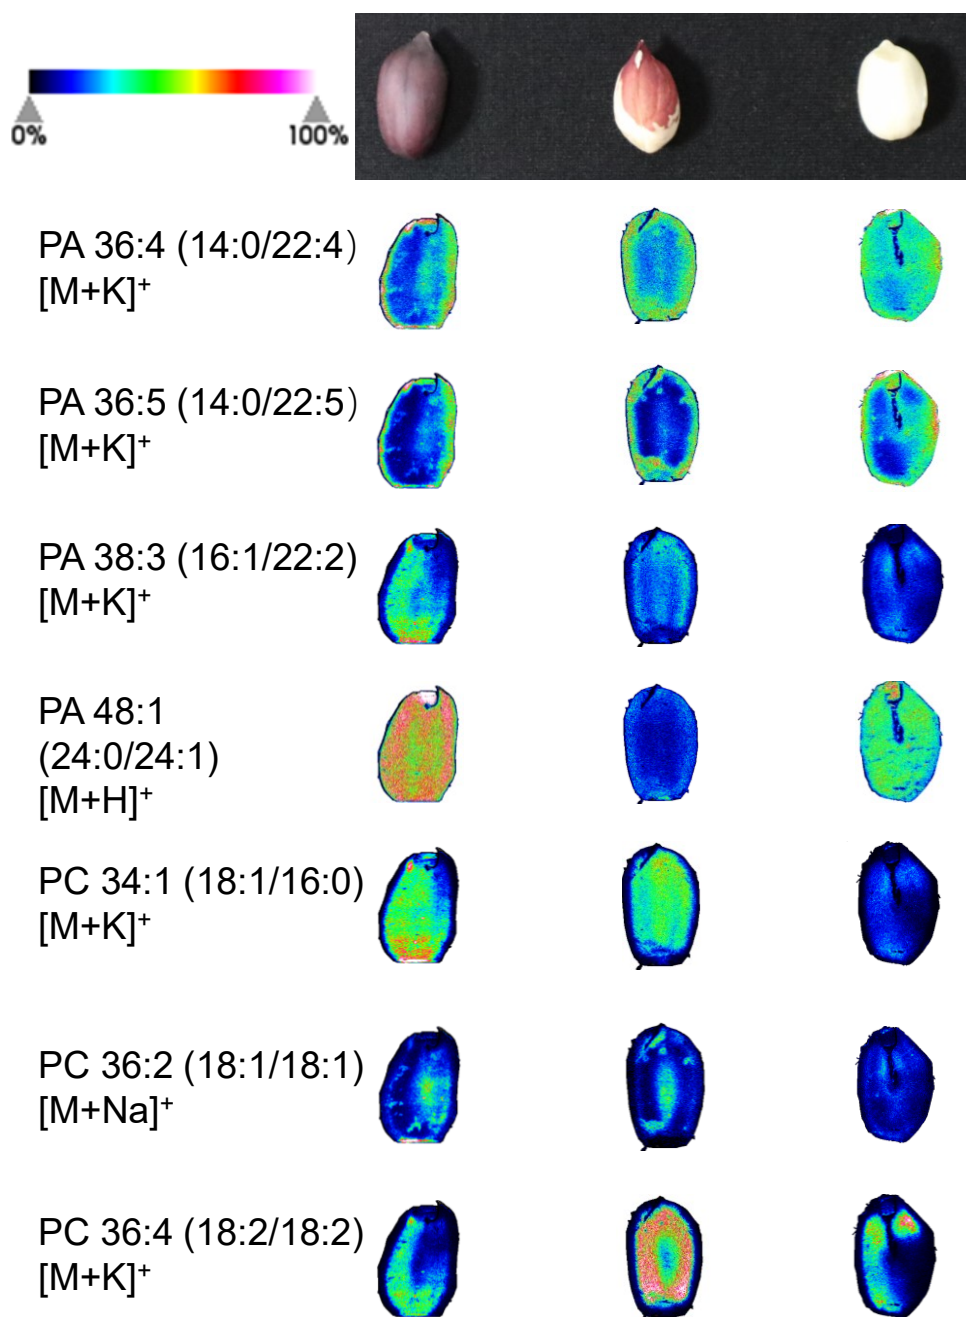 0% 100%
PA 36:4 (14:0/22:4)
[M+K]⁺
PA 36:5 (14:0/22:5)
[M+K]⁺
PA 38:3 (16:1/22:2)
[M+K]⁺
PA 48:1
(24:0/24:1)
[M+H]⁺
PC 34:1 (18:1/16:0)
[M+K]⁺
PC 36:2 (18:1/18:1)
[M+Na]⁺
PC 36:4 (18:2/18:2)
[M+K]⁺